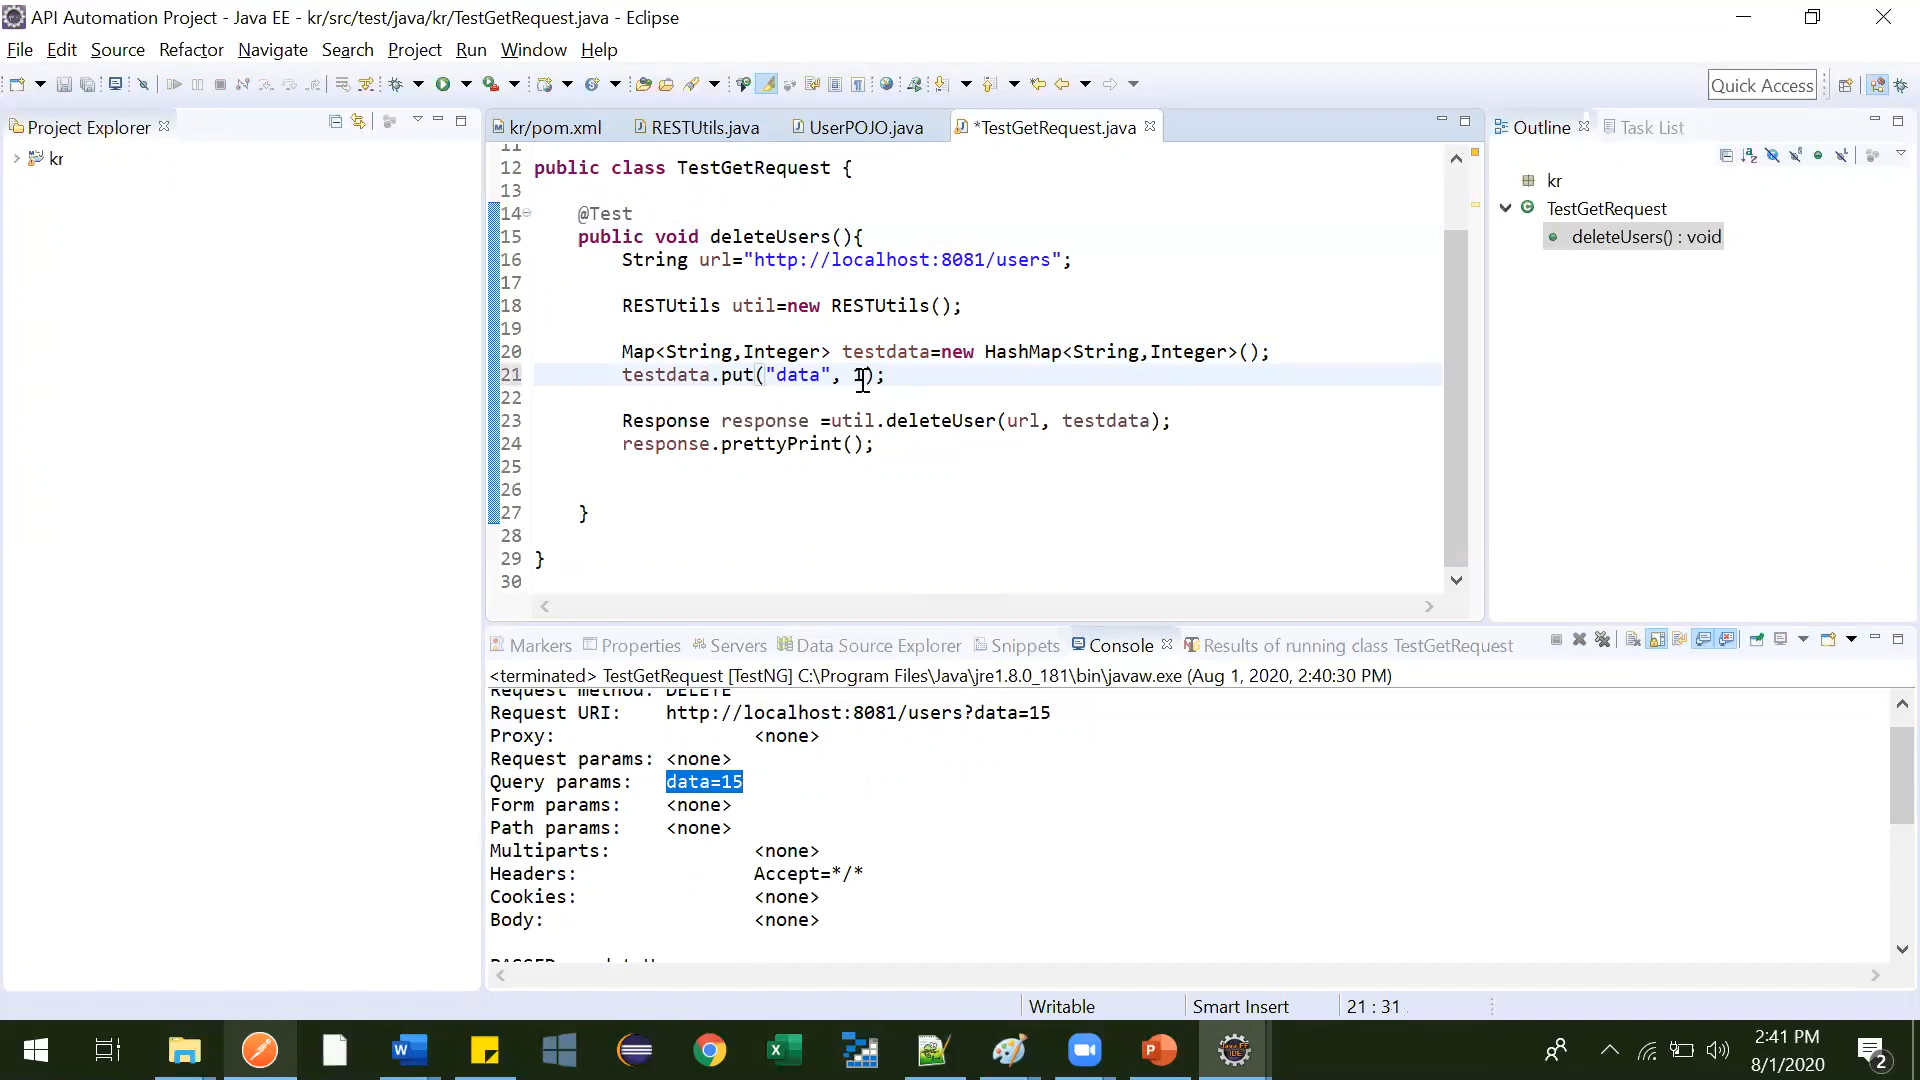 API Automation Project - Java EE - kr/src/test/java/kr/TestGetRequest.java - Eclipse
File Edit Source Refactor Navigate Search Project Run Window Help
Quick Access
Project Explorer
kr
kr/pom.xml RESTUtils.java UserPOJO.java *TestGetRequest.java
11
12 public class TestGetRequest {
13
14 @Test
15 public void deleteUsers(){
16 String url="http://localhost:8081/users";
17
18 RESTUtils util=new RESTUtils();
19
20 Map<String,Integer> testdata=new HashMap<String,Integer>();
21 testdata.put("data", 1);
22
23 Response response =util.deleteUser(url, testdata);
24 response.prettyPrint();
25
26
27 }
28
29 }
30
Outline Task List
kr
TestGetRequest
deleteUsers() : void
Markers Properties Servers Data Source Explorer Snippets Console Results of running class TestGetRequest
<terminated> TestGetRequest [TestNG] C:\Program Files\Java\jre1.8.0_181\bin\javaw.exe (Aug 1, 2020, 2:40:30 PM)
Request method: DELETE
Request URI: http://localhost:8081/users?data=15
Proxy: <none>
Request params: <none>
Query params: data=15
Form params: <none>
Path params: <none>
Multiparts: <none>
Headers: Accept=*/*
Cookies: <none>
Body: <none>
Writable Smart Insert 21 : 31
2:41 PM
8/1/2020
2